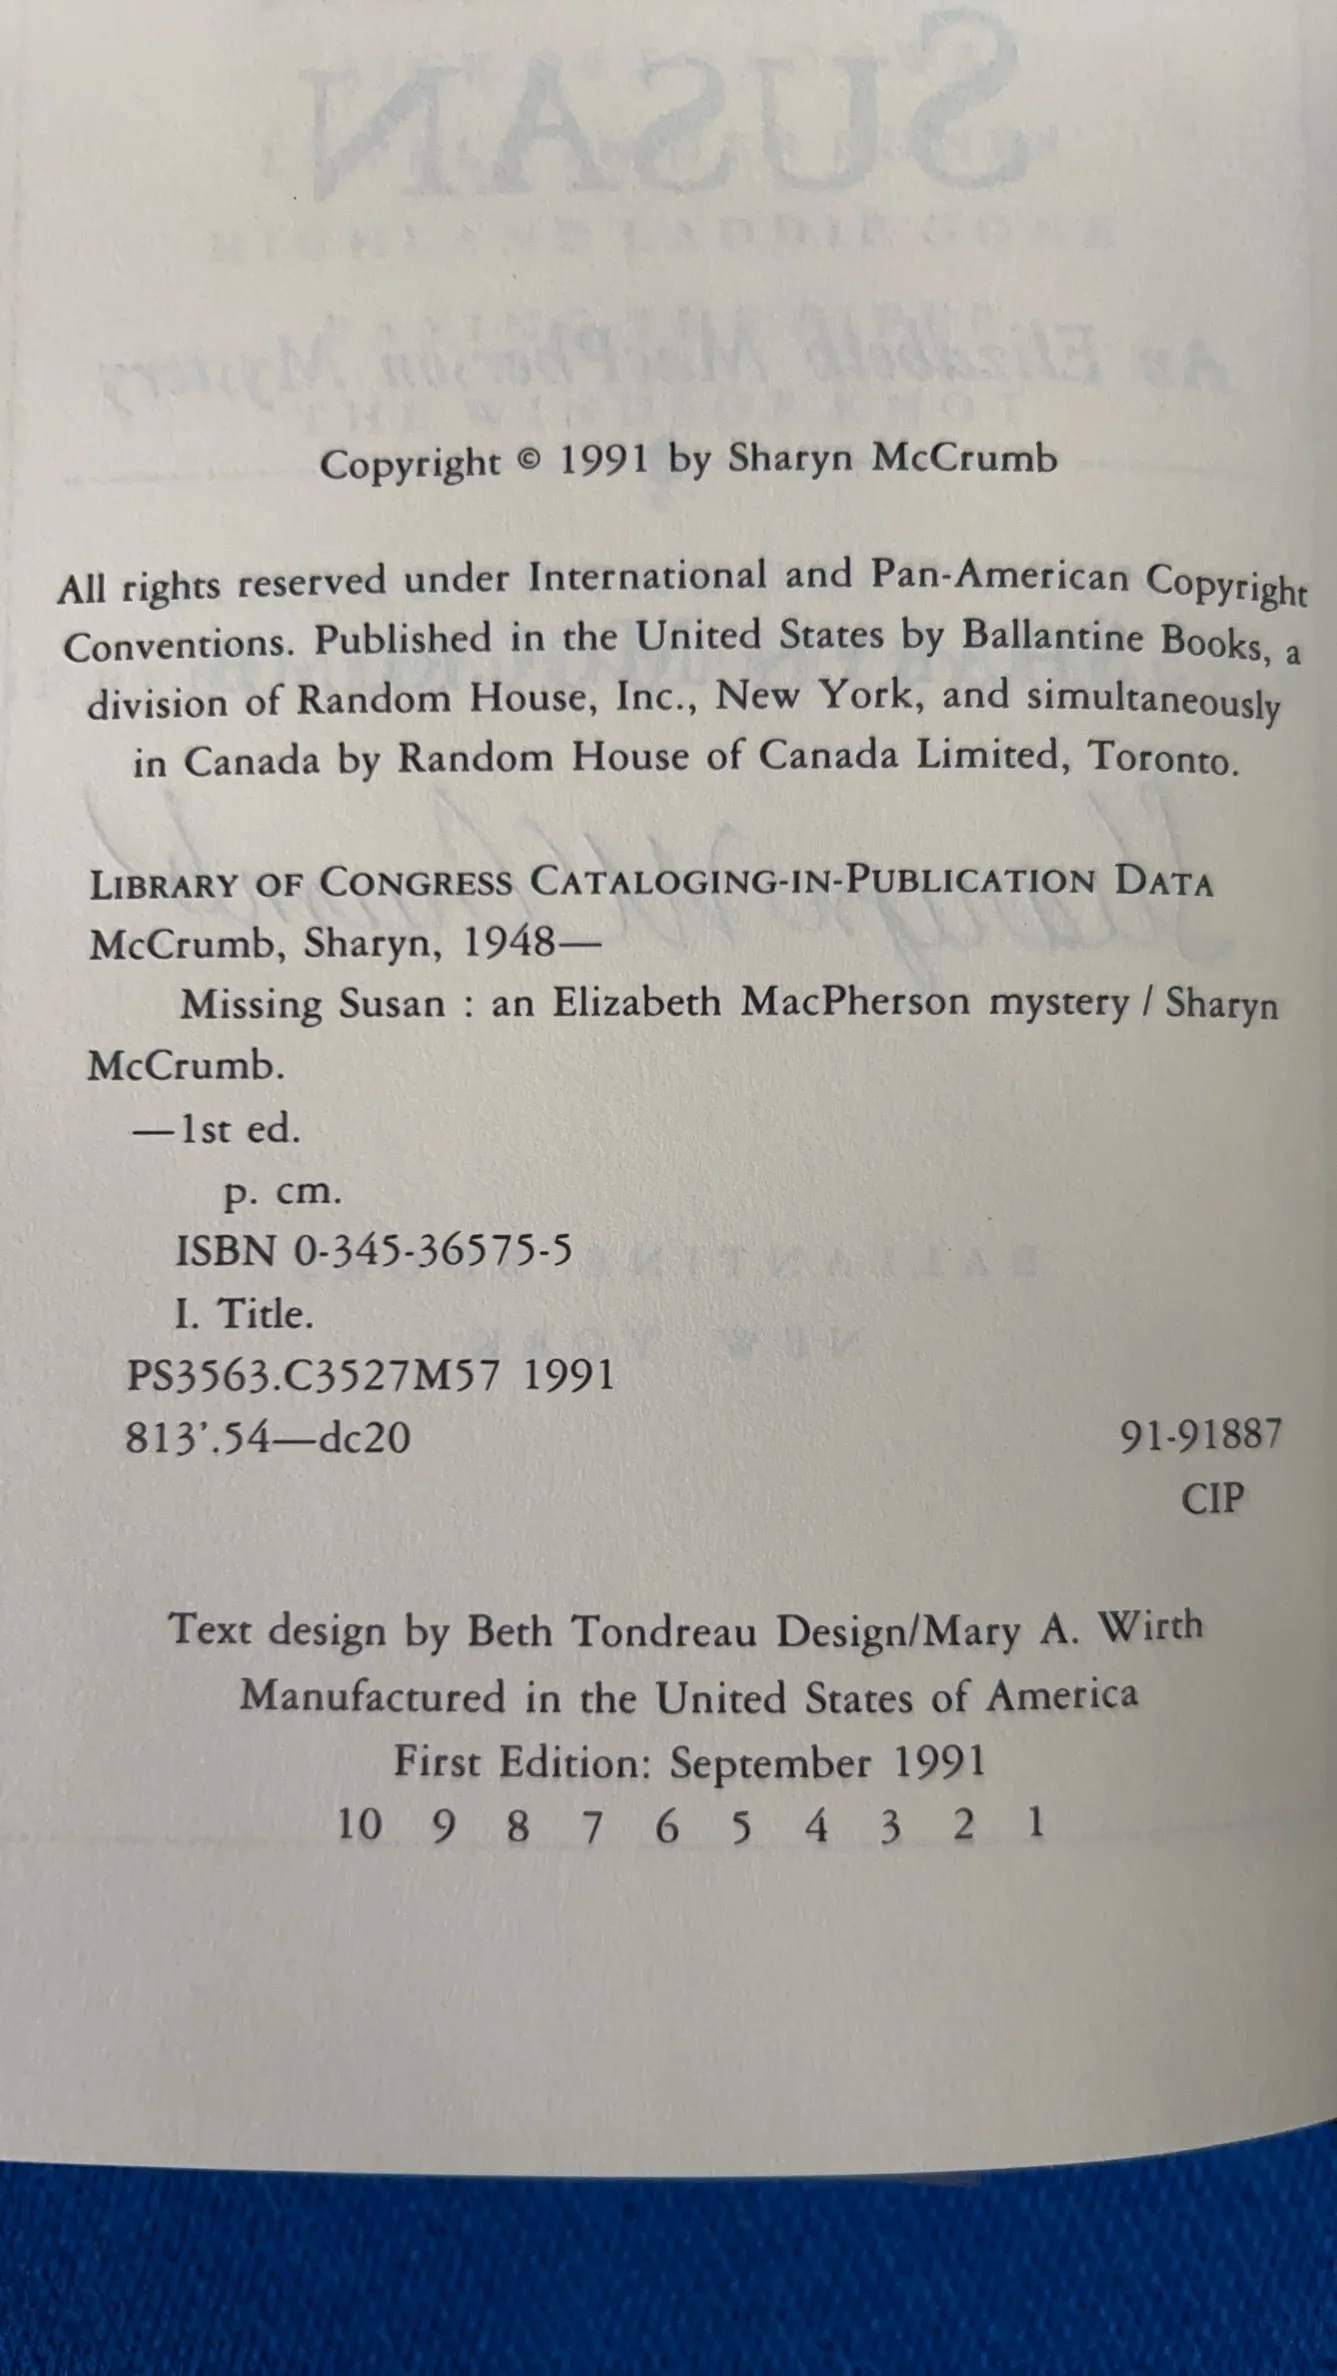 SUSAN
An Elizabeth MacPherson Mystery
Copyright © 1991 by Sharyn McCrumb
All rights reserved under International and Pan-American Copyright
Conventions. Published in the United States by Ballantine Books, a
division of Random House, Inc., New York, and simultaneously
in Canada by Random House of Canada Limited, Toronto.
LIBRARY OF CONGRESS CATALOGING-IN-PUBLICATION DATA
McCrumb, Sharyn, 1948—
Missing Susan : an Elizabeth MacPherson mystery / Sharyn
McCrumb.
—1st ed.
p. cm.
ISBN 0-345-36575-5
I. Title.
PS3563.C3527M57 1991
813'.54—dc20 91-91887
CIP
Text design by Beth Tondreau Design/Mary A. Wirth
Manufactured in the United States of America
First Edition: September 1991
10 9 8 7 6 5 4 3 2 1